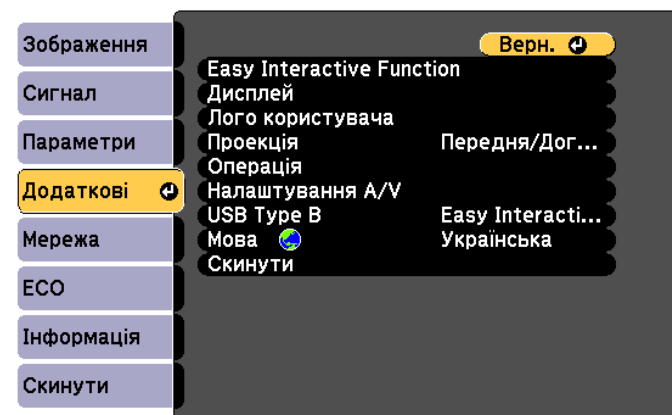 Зображення
Сигнал
Параметри
Додаткові
Мережа
ECO
Інформація
Скинути
Верн.
Easy Interactive Function
Дисплей
Лого користувача
Проекція Передня/Дог...
Операція
Налаштування A/V
USB Type B Easy Interacti...
Мова Українська
Скинути